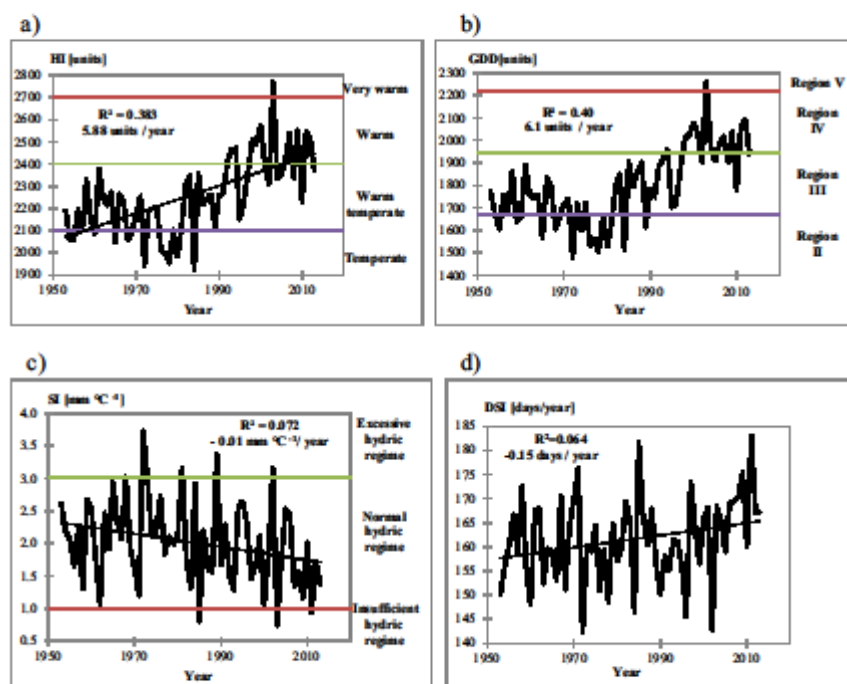 a)
HI [units]
2800
2700
2600
2500
2400
2300
2200
2100
2000
1900
R² = 0.383
5.88 units / year
Very warm
Warm
Warm
temperate
Temperate
1950
1970
1990
2010
Year
b)
GDD[units]
2300
2200
2100
2000
1900
1800
1700
1600
1500
1400
R² = 0.40
6.1 units / year
Region V
Region
IV
Region
III
Region
II
1950
1970
1990
2010
Year
c)
SI [mm °C⁻¹]
4.0
3.5
3.0
2.5
2.0
1.5
1.0
0.5
R² = 0.072
- 0.01 mm °C⁻¹/ year
Excessive
hydric
regime
Normal
hydric
regime
Insufficient
hydric
regime
1950
1970
1990
2010
Year
d)
DSI [days/year]
185
180
175
170
165
160
155
150
145
140
R²=0.064
-0.15 days / year
1950
1970
1990
2010
Year